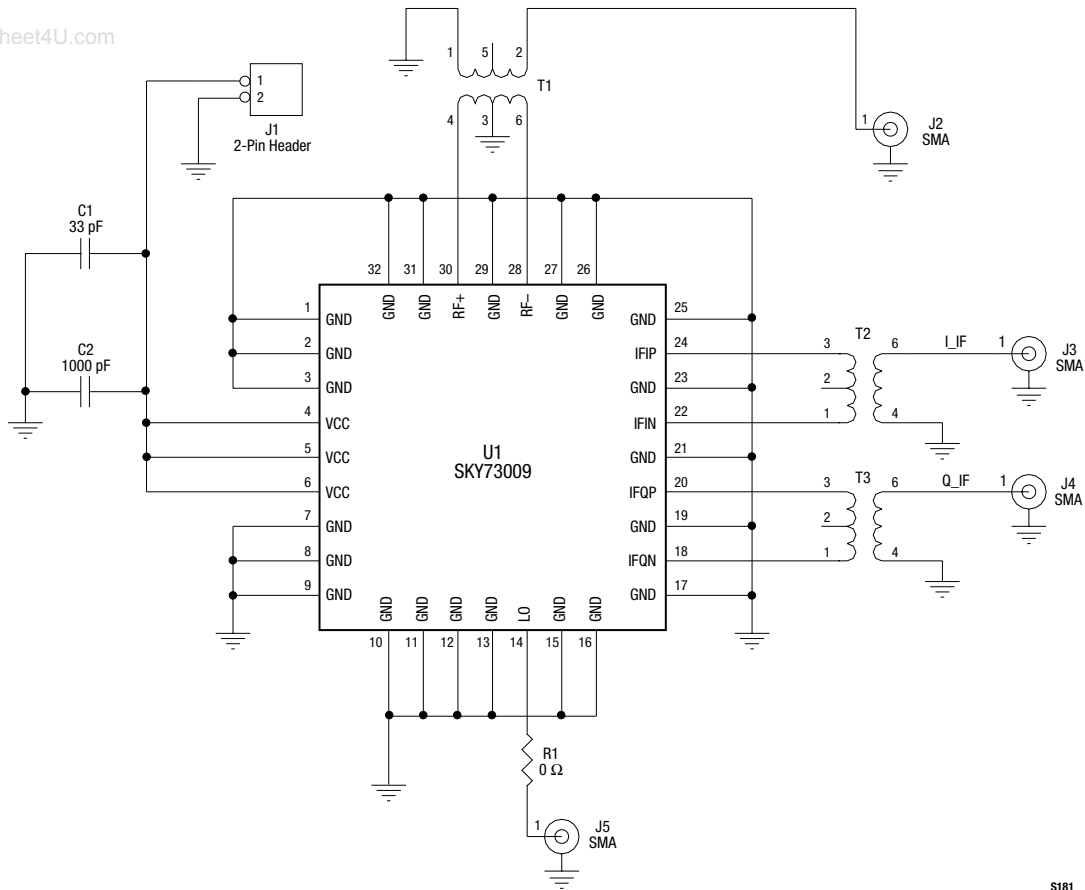 heet4U.com
1 5 2
T1
4 3 6
1
2
J1
2-Pin Header
1
J2
SMA
C1
33 pF
C2
1000 pF
32 31 30 29 28 27 26
GND GND RF+ GND RF– GND GND
1 GND
2 GND
3 GND
4 VCC
5 VCC
6 VCC
7 GND
8 GND
9 GND
U1
SKY73009
GND 25
IFIP 24
GND 23
IFIN 22
GND 21
IFQP 20
GND 19
IFQN 18
GND 17
T2
3 6 I_IF 1
J3
SMA
2
1 4
T3
3 6 Q_IF 1
J4
SMA
2
1 4
GND GND GND GND LO GND GND
10 11 12 13 14 15 16
R1
0 Ω
1
J5
SMA
S181